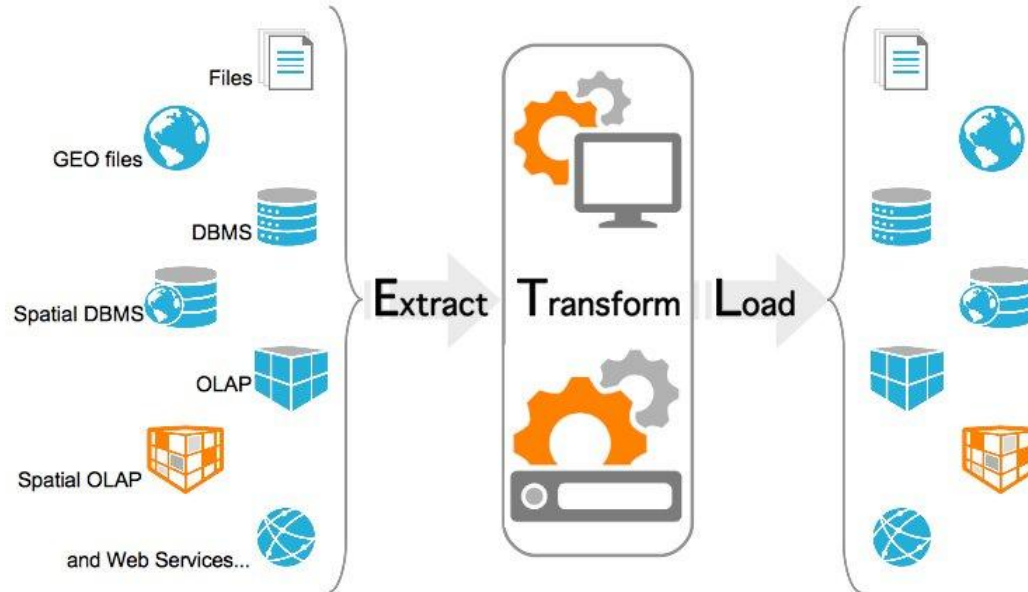 Files
GEO files
DBMS
Spatial DBMS
Extract Transform Load
OLAP
Spatial OLAP
and Web Services...